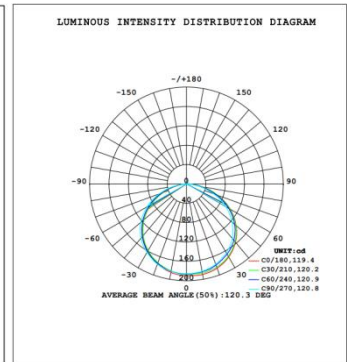 LUMINOUS INTENSITY DISTRIBUTION DIAGRAM
-/+180
-150 150
-120 120
-90 0 90
40
80
-60 120 60
160
-30 200 30
0
UNIT:cd
C0/180,119.4
C30/210,120.2
C60/240,120.9
C90/270,120.8
AVERAGE BEAM ANGLE(50%):120.3 DEG